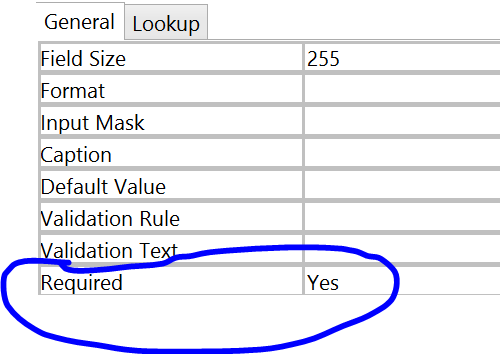 General Lookup
Field Size 255
Format
Input Mask
Caption
Default Value
Validation Rule
Validation Text
Required Yes